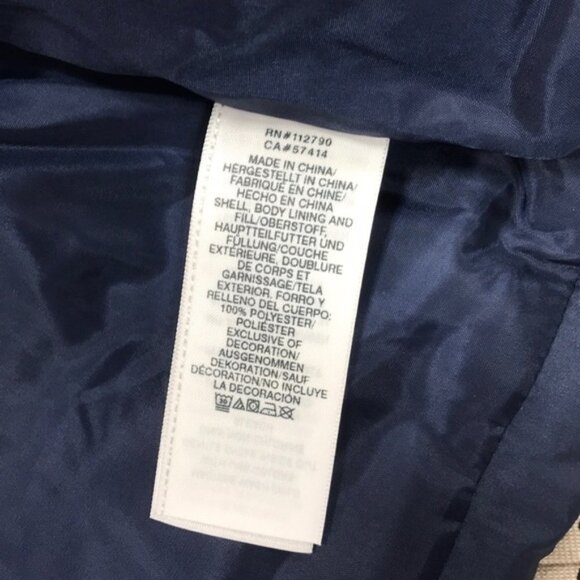 RN#112790
CA#57414
MADE IN CHINA/
HERGESTELLT IN CHINA/
FABRIQUÉ EN CHINE/
HECHO EN CHINA
SHELL, BODY LINING AND
FILL/OBERSTOFF,
HAUPTTEILFUTTER UND
FÜLLUNG/COUCHE
EXTÉRIEURE, DOUBLURE
DE CORPS ET
GARNISSAGE/TELA
EXTERIOR, FORRO Y
RELLENO DEL CUERPO:
100% POLYESTER/
POLIÉSTER
EXCLUSIVE OF
DECORATION/
AUSGENOMMEN
DEKORATION/SAUF
DÉCORATION/NO INCLUYE
LA DECORACIÓN
30